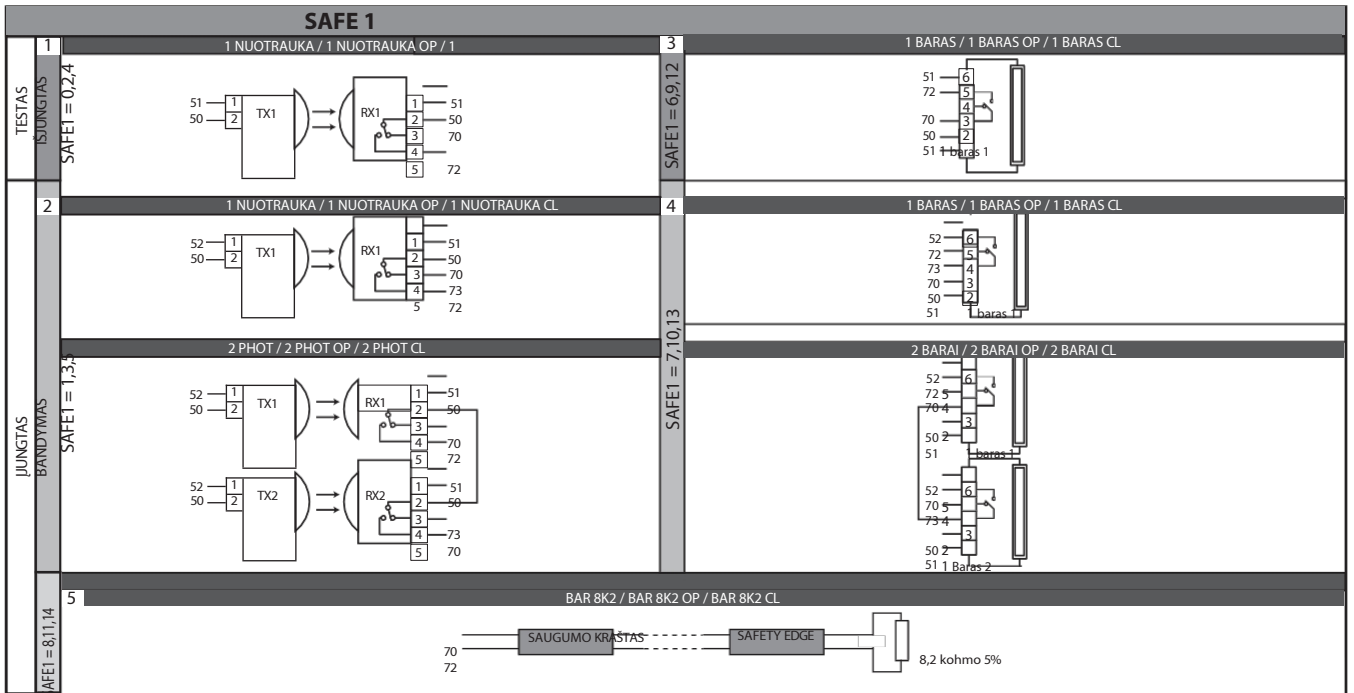 SAFE 1
TESTAS
IŠJUNGTAS
SAFE1 = 0,2,4
1
1 NUOTRAUKA / 1 NUOTRAUKA OP / 1
51
50
1
2
TX1
RX1
1
2
3
4
5
51
50
70
72
3
SAFE1 = 6,9,12
1 BARAS / 1 BARAS OP / 1 BARAS CL
51
72
70
50
51
6
5
4
3
2
1 baras 1
ĮJUNGTAS
BANDYMAS
SAFE1 = 1,3,5
2
1 NUOTRAUKA / 1 NUOTRAUKA OP / 1 NUOTRAUKA CL
52
50
1
2
TX1
RX1
1
2
3
4
5
51
50
70
73
72
4
SAFE1 = 7,10,13
1 BARAS / 1 BARAS OP / 1 BARAS CL
52
72
73
70
50
51
6
5
4
3
2
1 baras 1
2 PHOT / 2 PHOT OP / 2 PHOT CL
52
50
1
2
TX1
RX1
1
2
3
4
5
51
50
70
72
52
50
1
2
TX2
RX2
1
2
3
4
5
51
50
73
70
2 BARAI / 2 BARAI OP / 2 BARAI CL
52
6
72 5
70 4
3
50 2
51
1 baras 1
52
6
70 5
73 4
3
50 2
51 1 Baras 2
SAFE1 = 8,11,14
5
BAR 8K2 / BAR 8K2 OP / BAR 8K2 CL
70
72
SAUGUMO KRAŠTAS
SAFETY EDGE
8,2 kohmo 5%